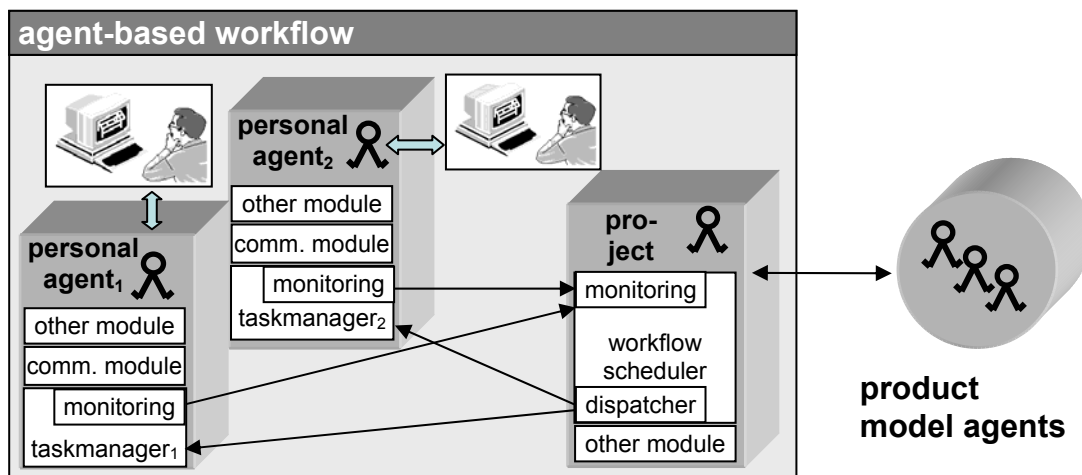 agent-based workflow
personal
agent₂
other module
comm. module
monitoring
taskmanager₂
personal
agent₁
other module
comm. module
monitoring
taskmanager₁
pro-
ject
monitoring
workflow
scheduler
dispatcher
other module
product
model agents